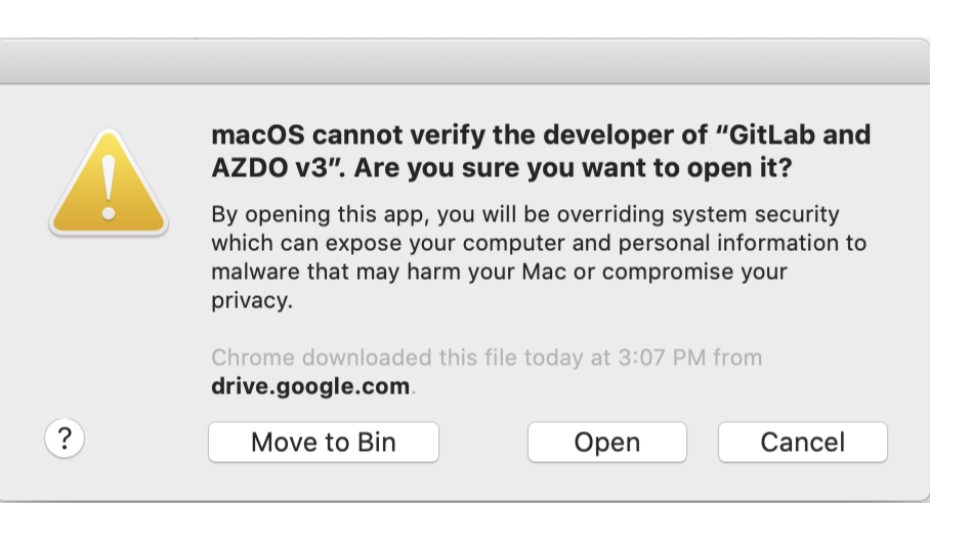 macOS cannot verify the developer of “GitLab and
AZDO v3”. Are you sure you want to open it?
By opening this app, you will be overriding system security
which can expose your computer and personal information to
malware that may harm your Mac or compromise your
privacy.
Chrome downloaded this file today at 3:07 PM from
drive.google.com.
?
Move to Bin
Open
Cancel